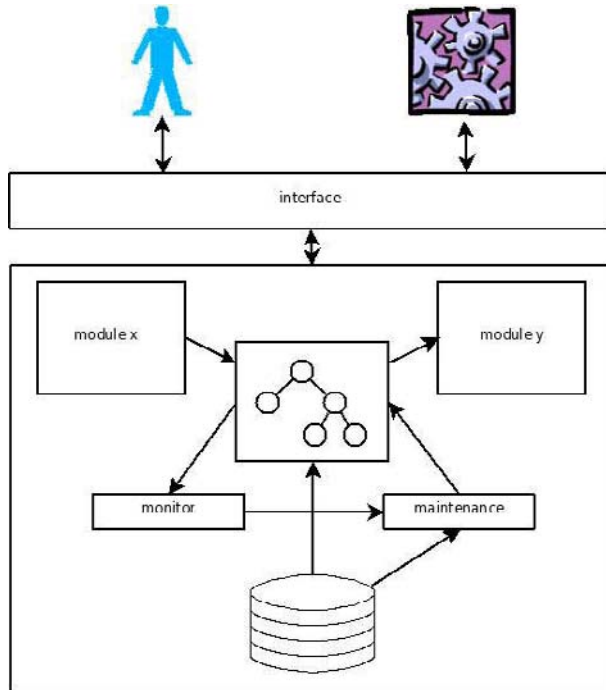 interface
module x
module y
monitor
maintenance